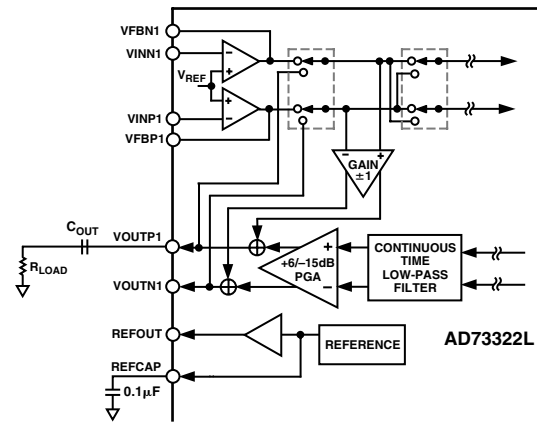 VFBN1
VINN1
VREF
VINP1
VFBP1
GAIN
±1
COUT
VOUTP1
RLOAD
+6/–15dB
PGA
CONTINUOUS
TIME
LOW-PASS
FILTER
VOUTN1
REFOUT
REFERENCE
AD73322L
REFCAP
0.1μF